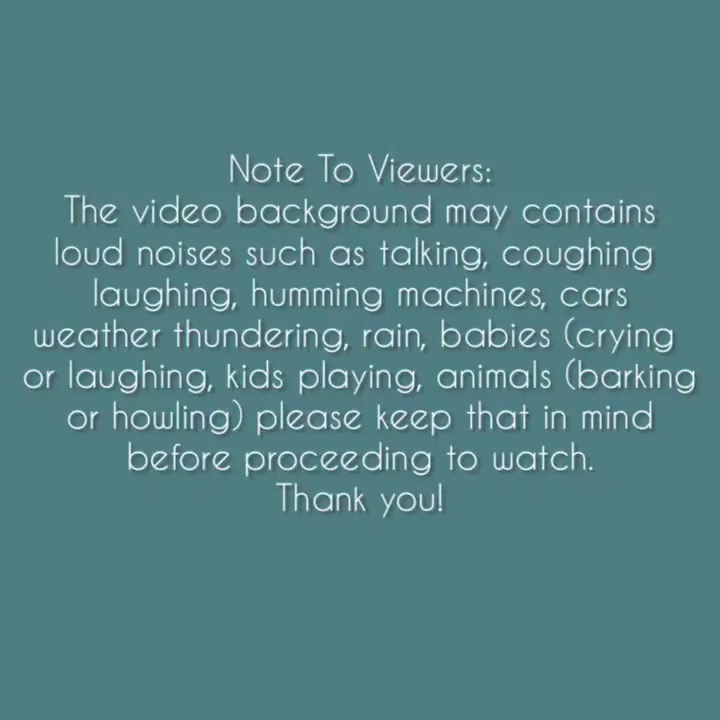 Note To Viewers:
The video background may contains
loud noises such as talking, coughing
laughing, humming machines, cars
weather thundering, rain, babies (crying
or laughing, kids playing, animals (barking
or howling) please keep that in mind
before proceeding to watch.
Thank you!